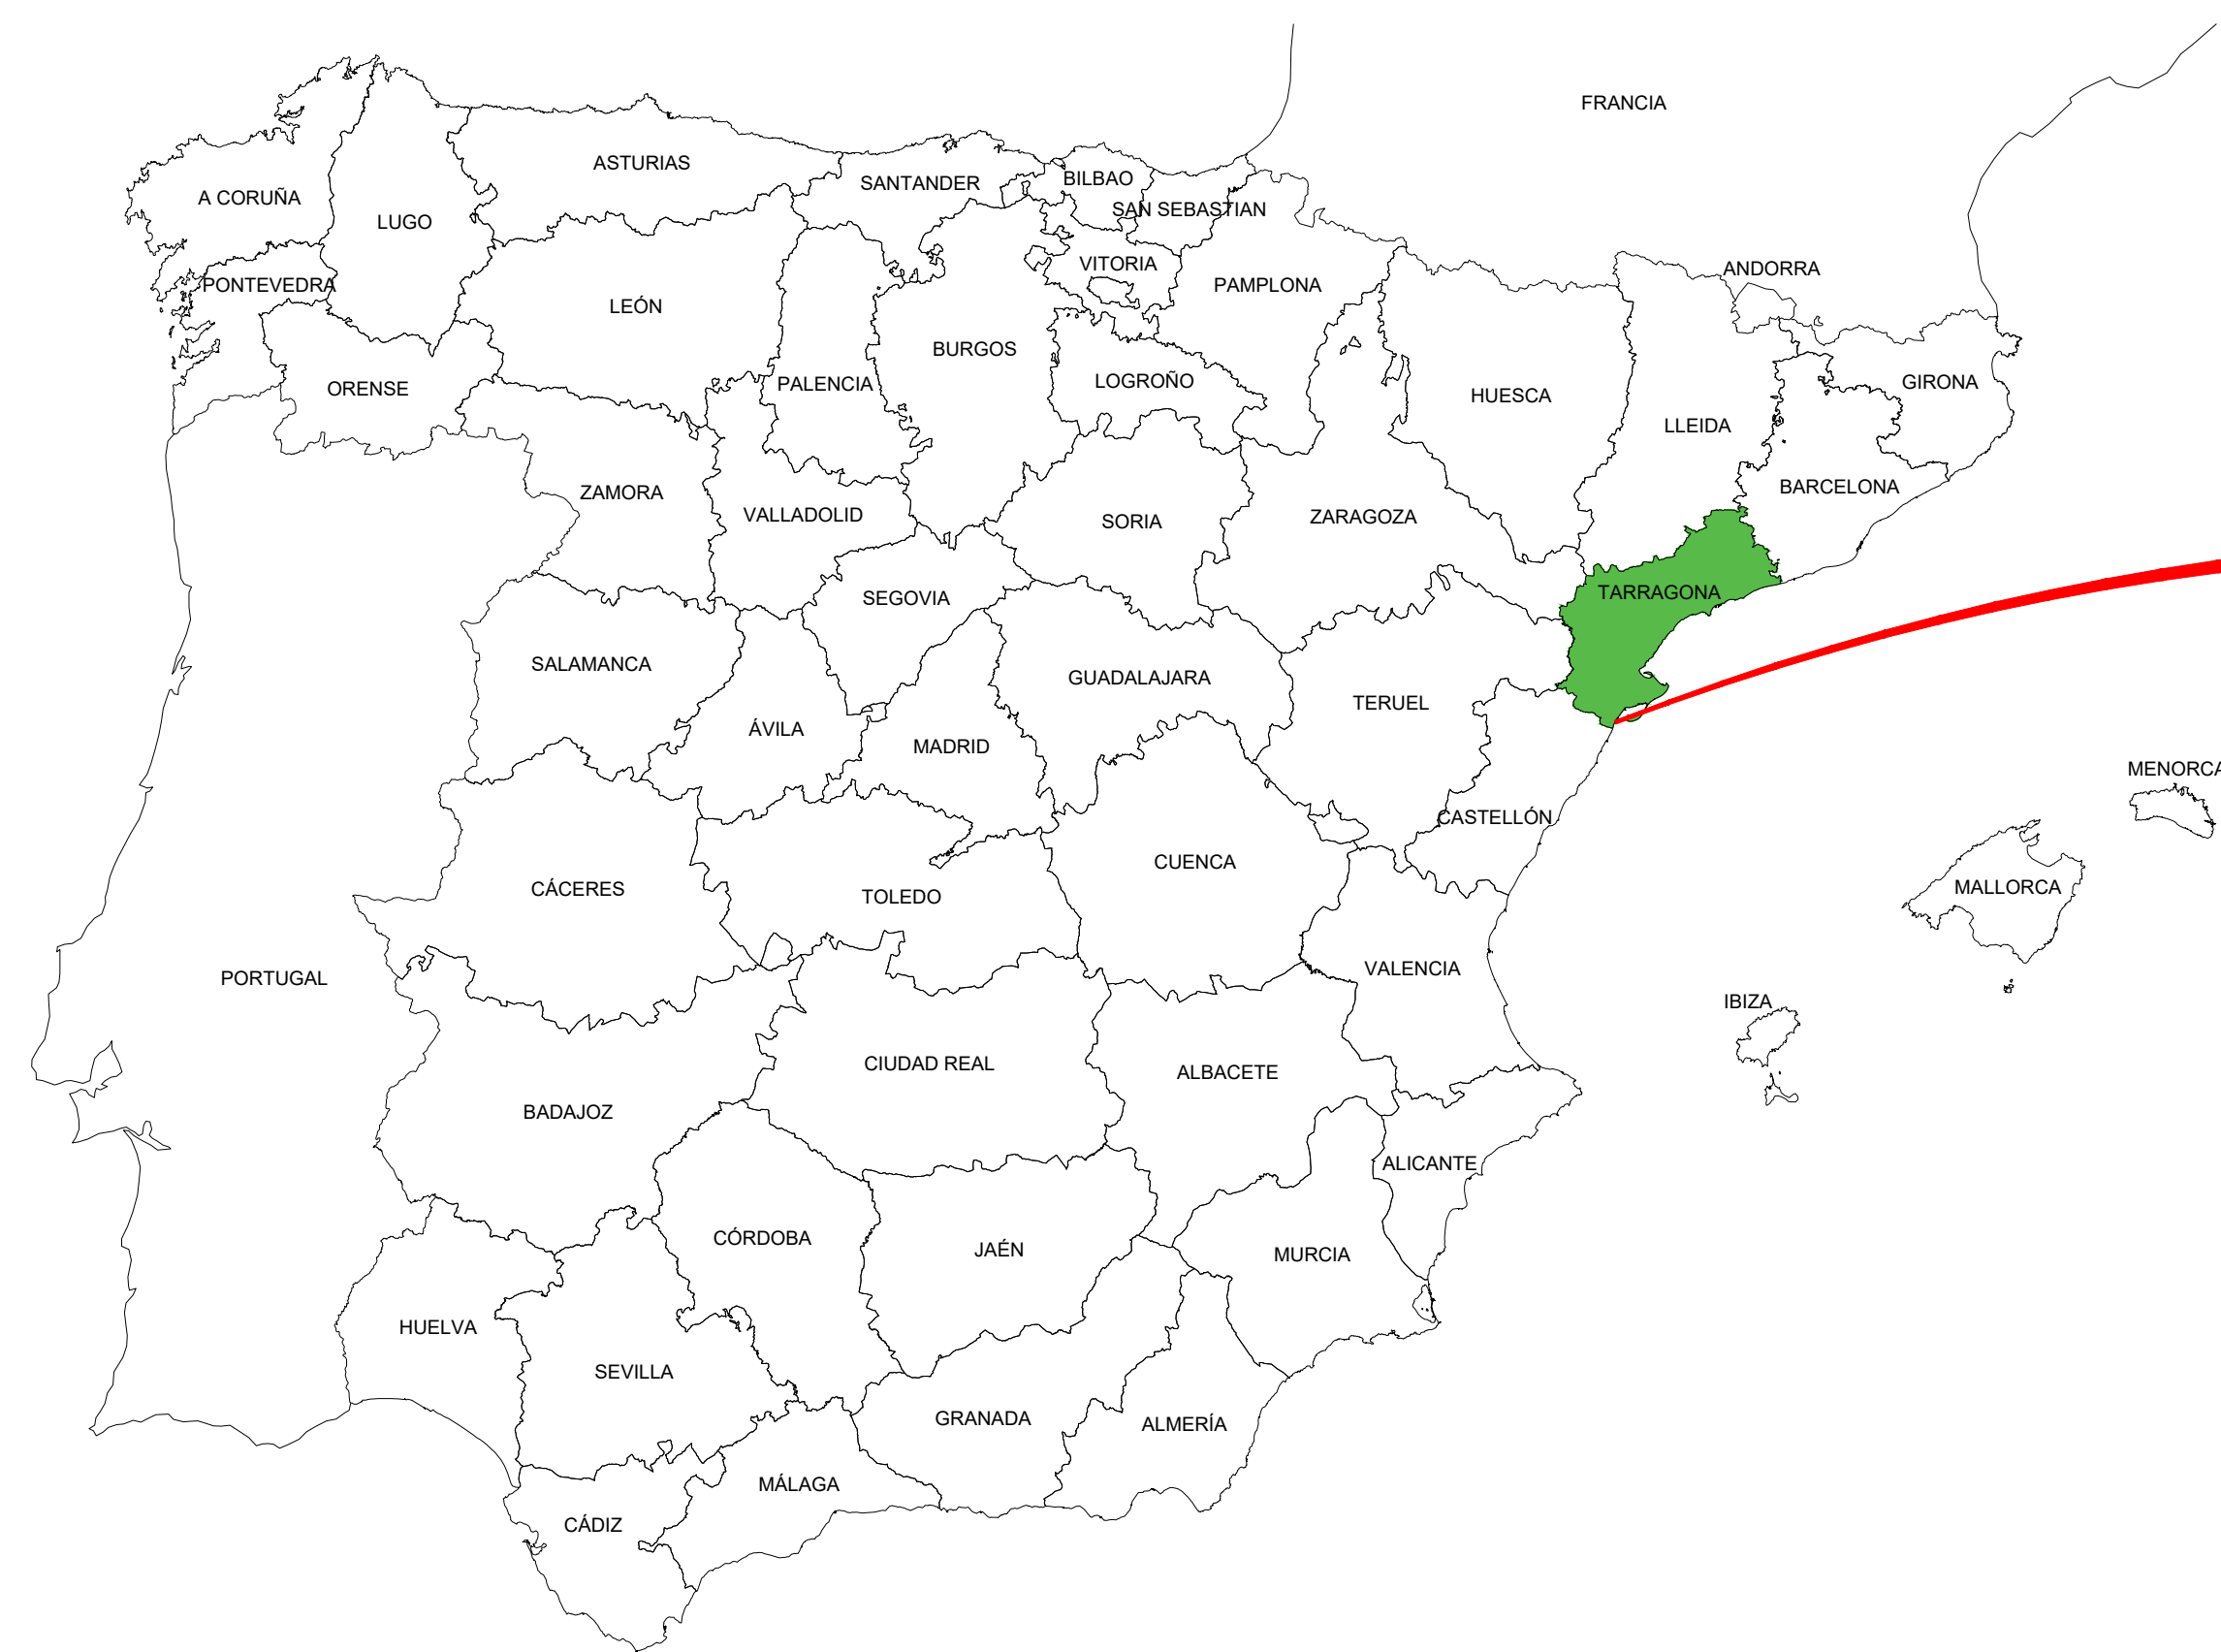 FRANCIA
ASTURIAS
SANTANDER
BILBAO
A CORUÑA
LUGO
SAN SEBASTIAN
VITORIA
ANDORRA
PONTEVEDRA
PAMPLONA
LEÓN
BURGOS
LOGROÑO
PALENCIA
ORENSE
HUESCA
GIRONA
LLEIDA
BARCELONA
ZAMORA
VALLADOLID
SORIA
ZARAGOZA
SEGOVIA
TARRAGONA
SALAMANCA
GUADALAJARA
TERUEL
ÁVILA
MADRID
MENORCA
CASTELLÓN
CUENCA
CÁCERES
TOLEDO
MALLORCA
PORTUGAL
VALENCIA
IBIZA
CIUDAD REAL
ALBACETE
BADAJOZ
ALICANTE
CÓRDOBA
JAÉN
MURCIA
HUELVA
SEVILLA
GRANADA
ALMERÍA
MÁLAGA
CÁDIZ